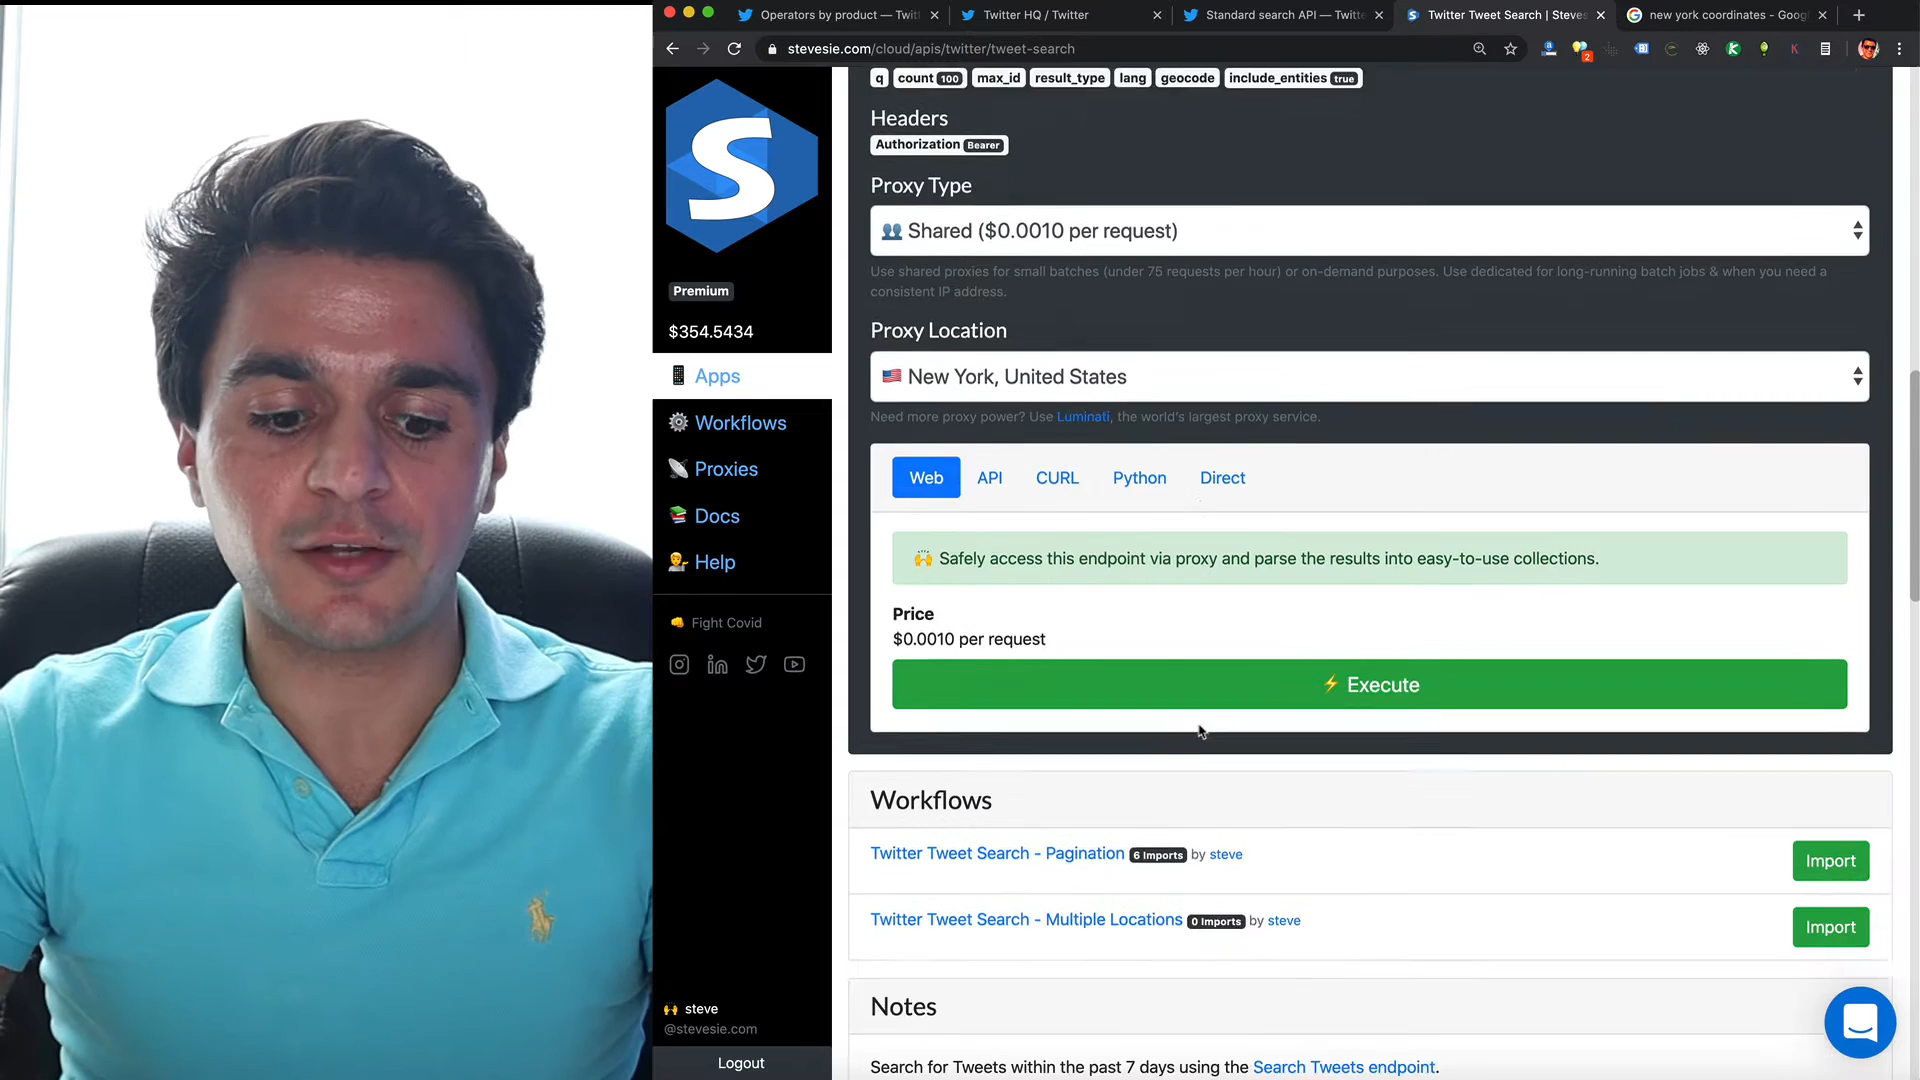 Operators by product — Twit
Twitter HQ / Twitter
Standard search API — Twitte
Twitter Tweet Search | Steves
new york coordinates - Goog
stevesie.com/cloud/apis/twitter/tweet-search
2
q count 100 max_id result_type lang geocode include_entities true
Headers
Authorization Bearer
Proxy Type
Shared ($0.0010 per request)
Use shared proxies for small batches (under 75 requests per hour) or on-demand purposes. Use dedicated for long-running batch jobs & when you need a
consistent IP address.
Proxy Location
New York, United States
Need more proxy power? Use Luminati, the world's largest proxy service.
Web API CURL Python Direct
Safely access this endpoint via proxy and parse the results into easy-to-use collections.
Price
$0.0010 per request
Execute
Workflows
Twitter Tweet Search - Pagination 6 Imports by steve
Import
Twitter Tweet Search - Multiple Locations 0 Imports by steve
Import
Notes
Search for Tweets within the past 7 days using the Search Tweets endpoint.
S
Premium
$354.5434
Apps
Workflows
Proxies
Docs
Help
Fight Covid
steve
@stevesie.com
Logout